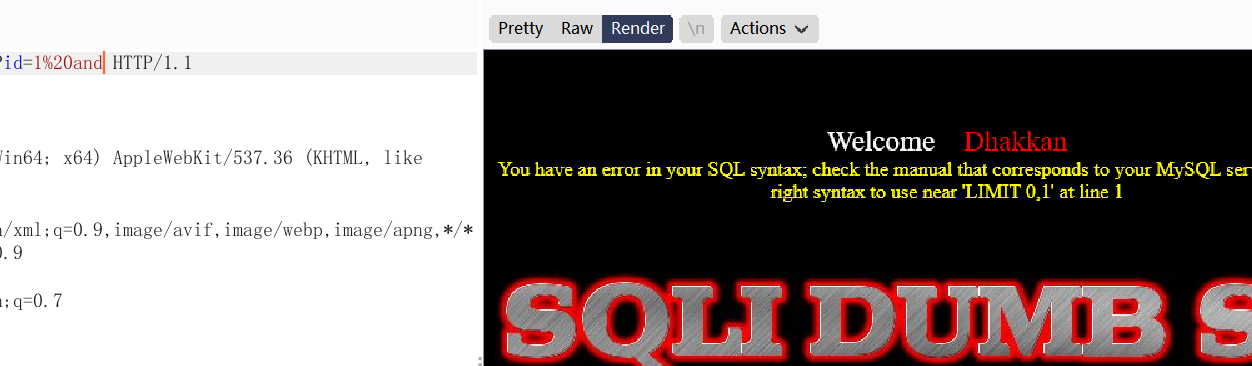 Pretty Raw Render \n Actions
?id=1%20and HTTP/1.1
Win64; x64) AppleWebKit/537.36 (KHTML, like
n/xml;q=0.9,image/avif,image/webp,image/apng,*/*
0.9
n;q=0.7
Welcome Dhakkan
You have an error in your SQL syntax; check the manual that corresponds to your MySQL ser
right syntax to use near 'LIMIT 0,1' at line 1
SQLI DUMB S